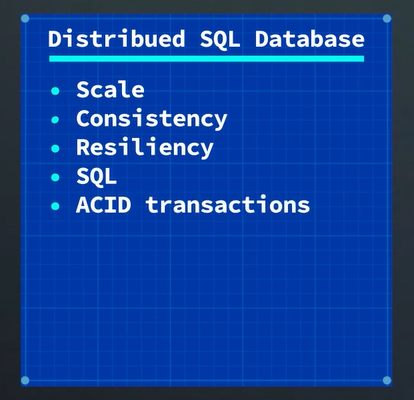 Distribued SQL Database
• Scale
• Consistency
• Resiliency
• SQL
• ACID transactions